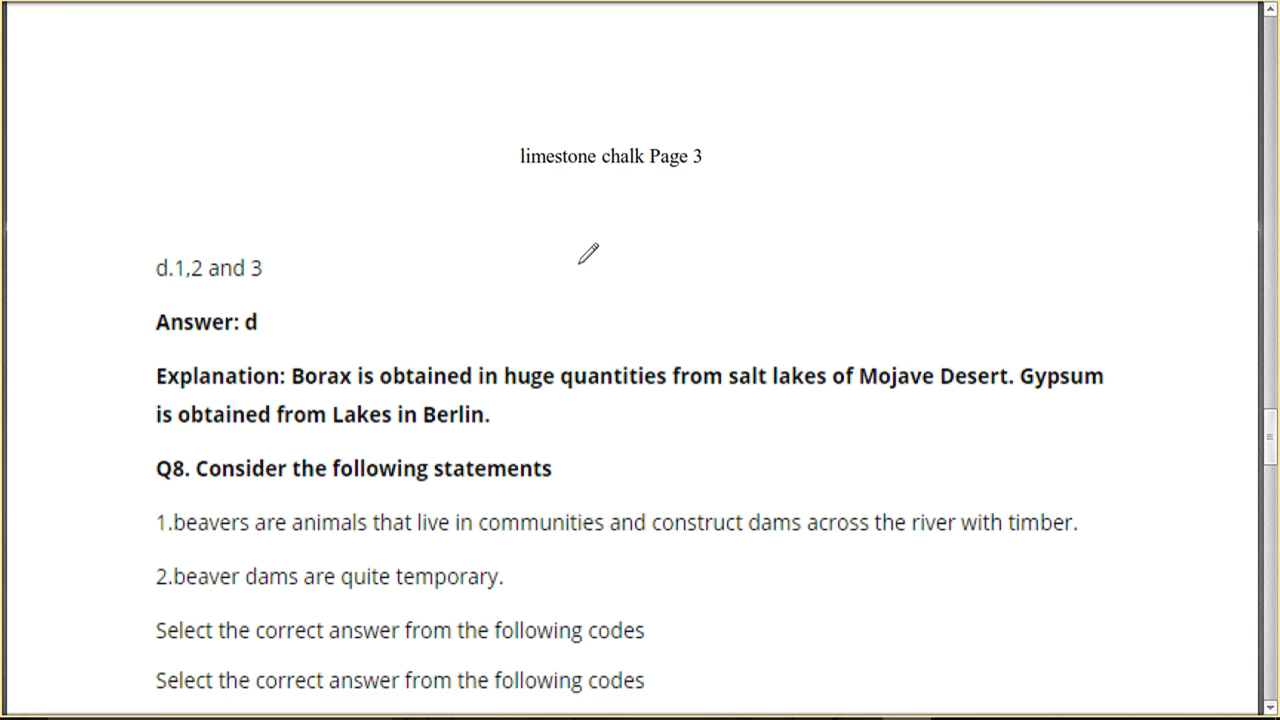 limestone chalk Page 3
d.1,2 and 3
Answer: d
Explanation: Borax is obtained in huge quantities from salt lakes of Mojave Desert. Gypsum
is obtained from Lakes in Berlin.
Q8. Consider the following statements
1.beavers are animals that live in communities and construct dams across the river with timber.
2.beaver dams are quite temporary.
Select the correct answer from the following codes
Select the correct answer from the following codes